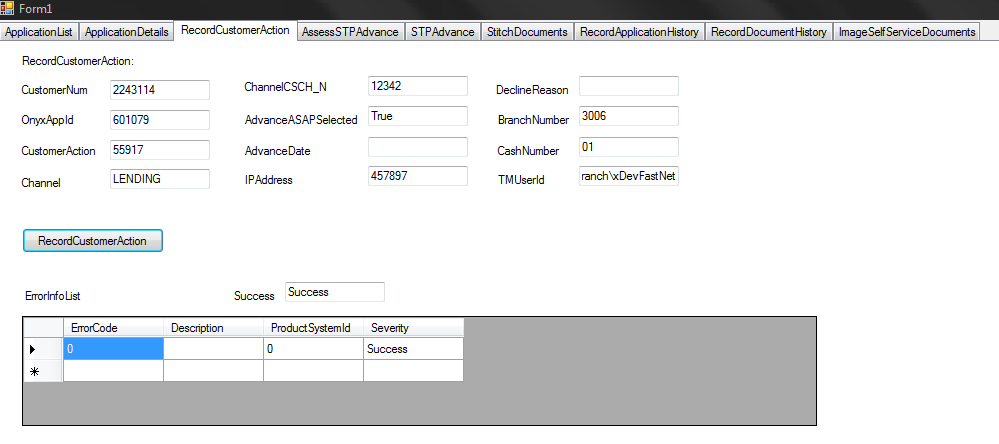 Form1
ApplicationList ApplicationDetails RecordCustomerAction AssessSTPAdvance STPAdvance StitchDocuments RecordApplicationHistory RecordDocumentHistory ImageSelfServiceDocuments
RecordCustomerAction:
CustomerNum 2243114 ChannelCSCH_N 12342 DeclineReason
OnyxAppId 601079 AdvanceASAPSelected True BranchNumber 3006
CustomerAction 55917 AdvanceDate CashNumber 01
Channel LENDING IPAddress 457897 TMUserId ranch\xDevFastNet
RecordCustomerAction
ErrorInfoList Success Success
ErrorCode Description ProductSystemId Severity
0 0 Success